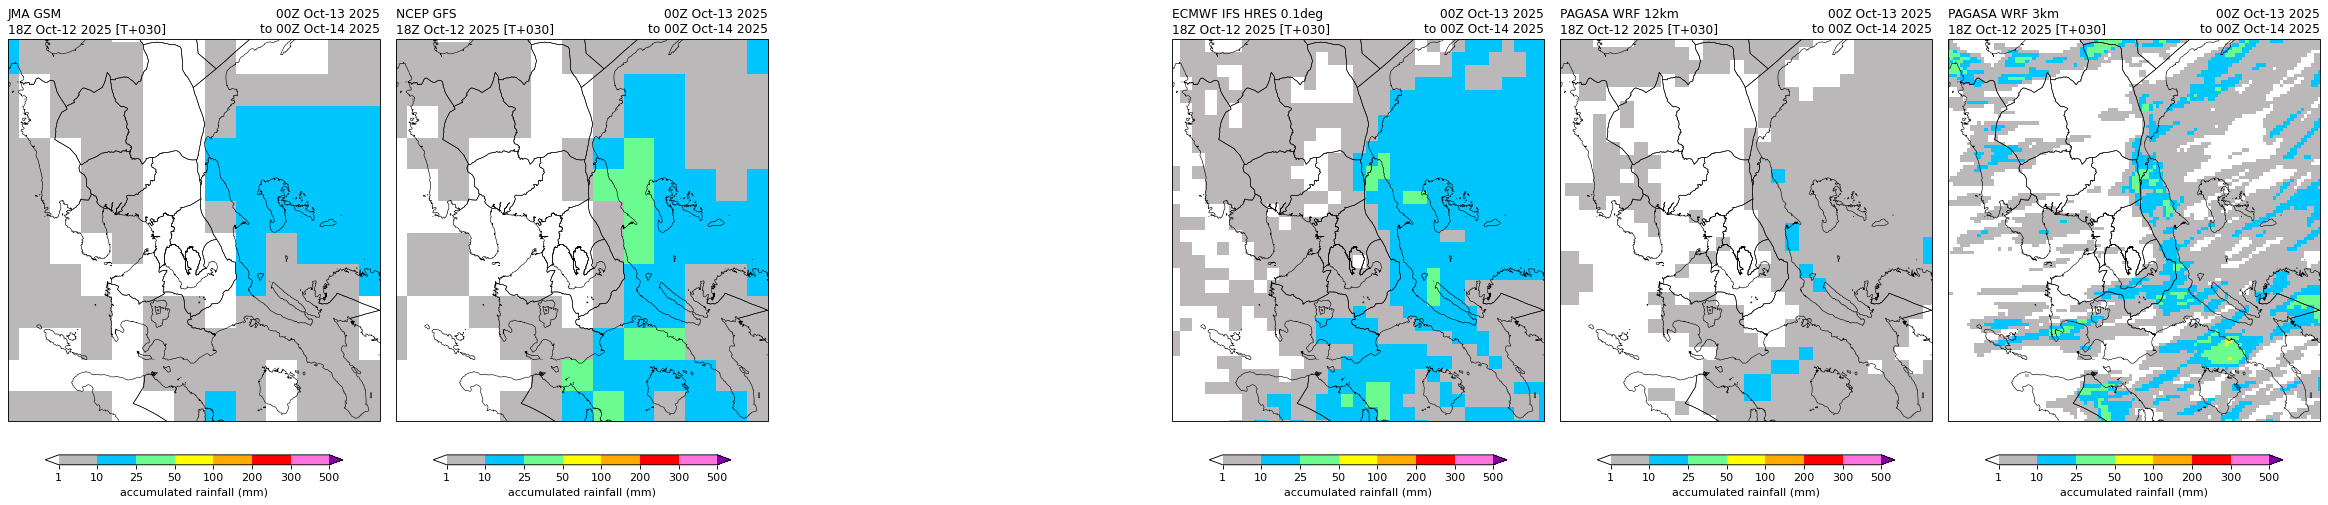 JMA GSM 00Z Oct-13 2025
18Z Oct-12 2025 [T+030] to 00Z Oct-14 2025
1 10 25 50 100 200 300 500
accumulated rainfall (mm)
NCEP GFS 00Z Oct-13 2025
18Z Oct-12 2025 [T+030] to 00Z Oct-14 2025
1 10 25 50 100 200 300 500
accumulated rainfall (mm)
ECMWF IFS HRES 0.1deg 00Z Oct-13 2025
18Z Oct-12 2025 [T+030] to 00Z Oct-14 2025
1 10 25 50 100 200 300 500
accumulated rainfall (mm)
PAGASA WRF 12km 00Z Oct-13 2025
18Z Oct-12 2025 [T+030] to 00Z Oct-14 2025
1 10 25 50 100 200 300 500
accumulated rainfall (mm)
PAGASA WRF 3km 00Z Oct-13 2025
18Z Oct-12 2025 [T+030] to 00Z Oct-14 2025
1 10 25 50 100 200 300 500
accumulated rainfall (mm)